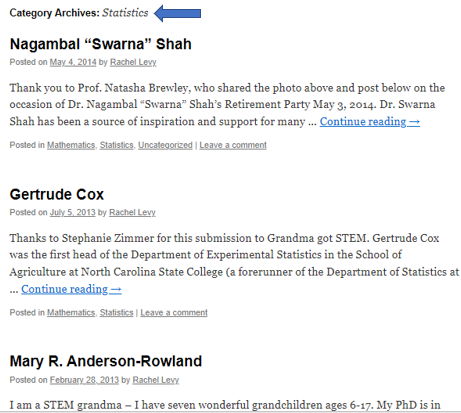 Category Archives: Statistics
Nagambal “Swarna” Shah
Posted on May 4, 2014 by Rachel Levy
Thank you to Prof. Natasha Brewley, who shared the photo above and post below on the
occasion of Dr. Nagambal “Swarna” Shah’s Retirement Party May 3, 2014. Dr. Swarna
Shah has been a source of inspiration and support for many ... Continue reading →
Posted in Mathematics, Statistics, Uncategorized | Leave a comment
Gertrude Cox
Posted on July 5, 2013 by Rachel Levy
Thanks to Stephanie Zimmer for this submission to Grandma got STEM. Gertrude Cox
was the first head of the Department of Experimental Statistics in the School of
Agriculture at North Carolina State College (a forerunner of the Department of Statistics at
... Continue reading →
Posted in Mathematics, Statistics | Leave a comment
Mary R. Anderson-Rowland
Posted on February 28, 2013 by Rachel Levy
I am a STEM grandma – I have seven wonderful grandchildren ages 6-17. My PhD is in